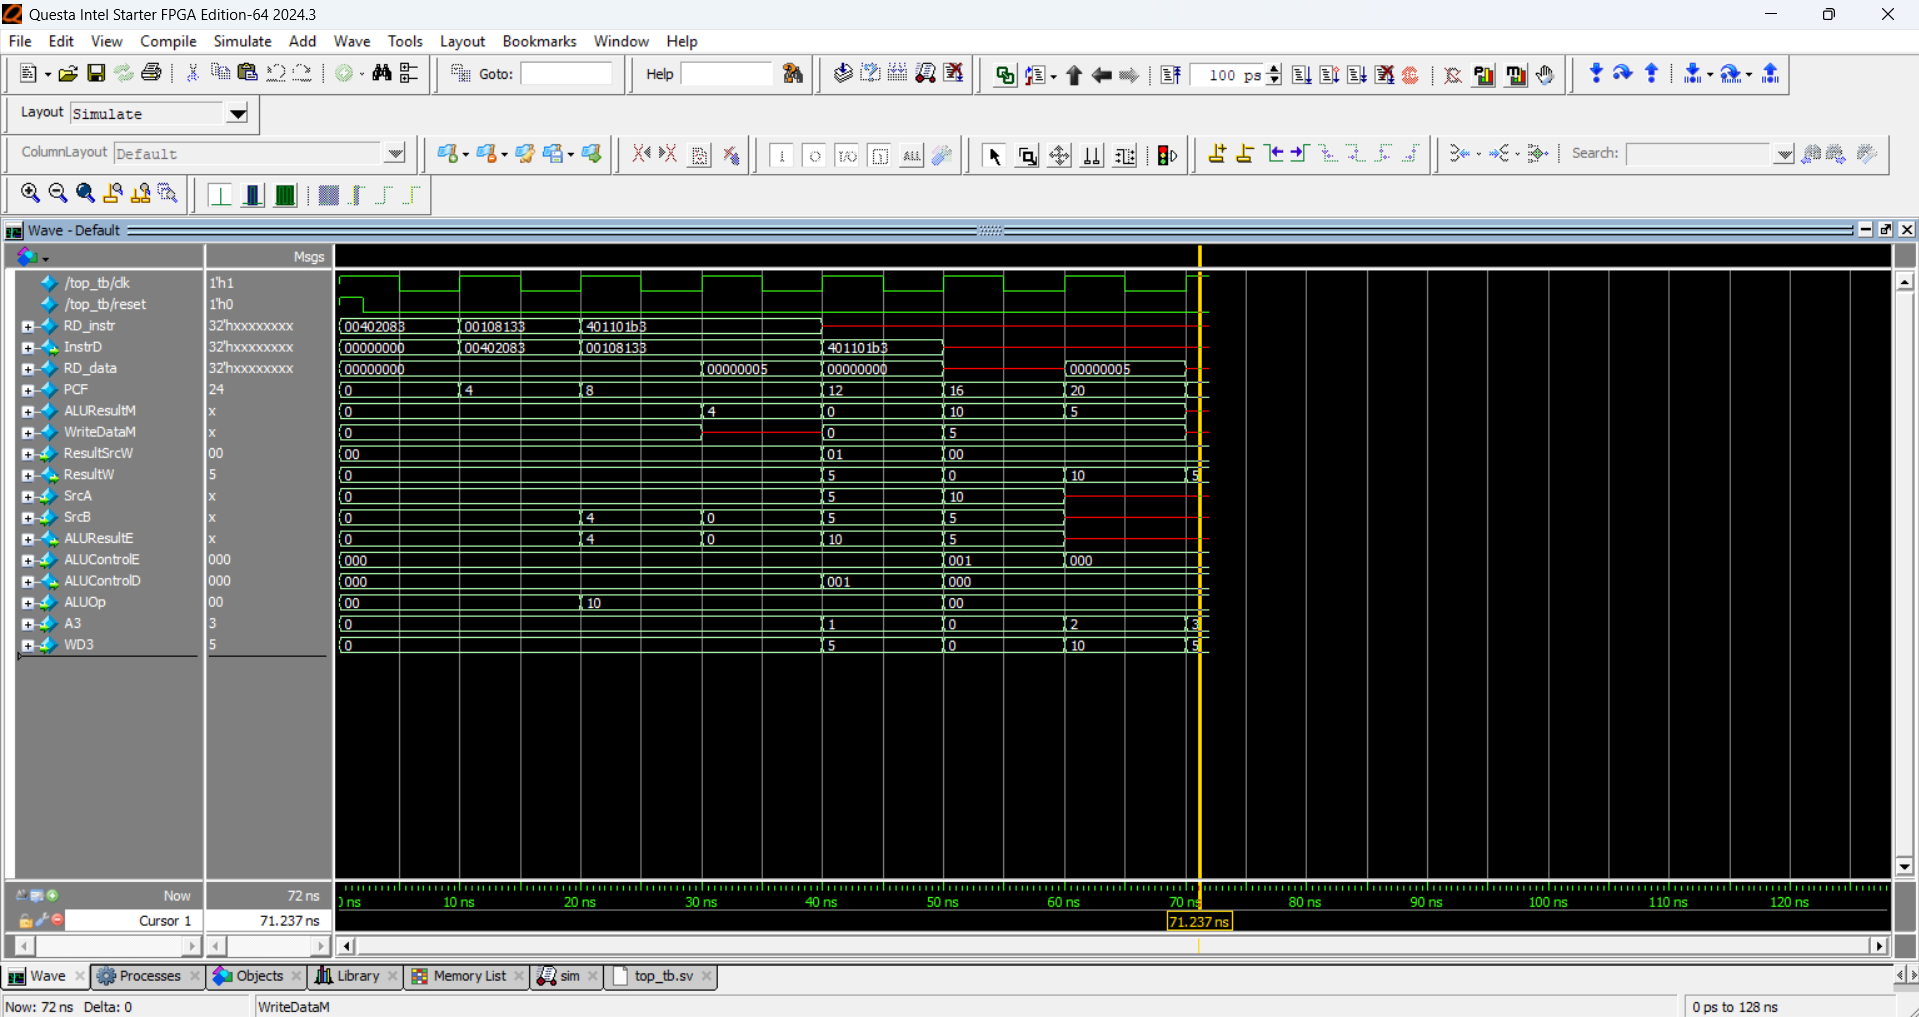 Questa Intel Starter FPGA Edition-64 2024.3
File Edit View Compile Simulate Add Wave Tools Layout Bookmarks Window Help
Goto: Help 100 ps
Layout Simulate
ColumnLayout Default Search:
Wave - Default
Msgs
/top_tb/clk 1'h1
/top_tb/reset 1'h0
RD_instr 32'hxxxxxxxx 00402083 00108133 401101b3
InstrD 32'hxxxxxxxx 00000000 00402083 00108133 401101b3
RD_data 32'hxxxxxxxx 00000000 00000005 00000000 00000005
PCF 24 0 4 8 12 16 20
ALUResultM x 0 4 0 10 5
WriteDataM x 0 0 5
ResultSrcW 00 00 01 00
ResultW 5 0 5 0 10 5
SrcA x 0 5 10
SrcB x 0 4 0 5 5
ALUResultE x 0 4 0 10 5
ALUControlE 000 000 001 000
ALUControlD 000 000 001 000
ALUOp 00 00 10 00
A3 3 0 1 0 2 3
WD3 5 0 5 0 10 5
Now 72 ns 0 ns 10 ns 20 ns 30 ns 40 ns 50 ns 60 ns 70 ns 80 ns 90 ns 100 ns 110 ns 120 ns
Cursor 1 71.237 ns 71.237 ns
Wave Processes Objects Library Memory List sim top_tb.sv
Now: 72 ns Delta: 0 WriteDataM 0 ps to 128 ns